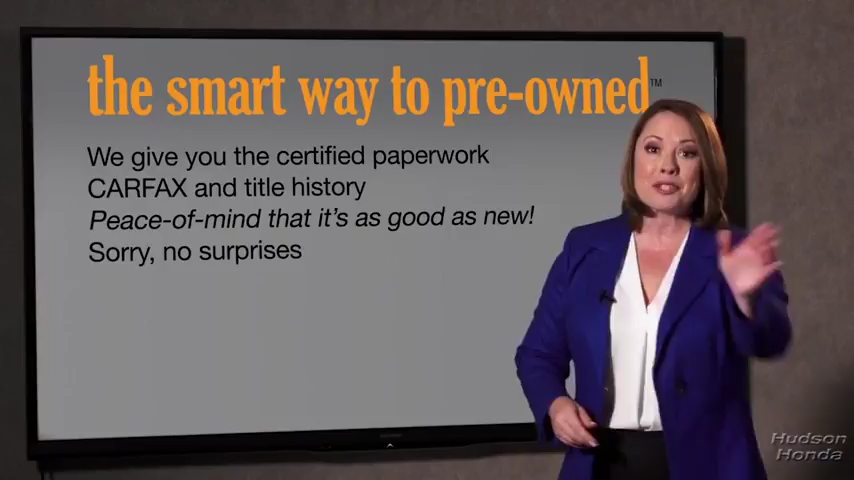 the smart way to pre-owned™
We give you the certified paperwork
CARFAX and title history
Peace-of-mind that it's as good as new!
Sorry, no surprises
Hudson
Honda